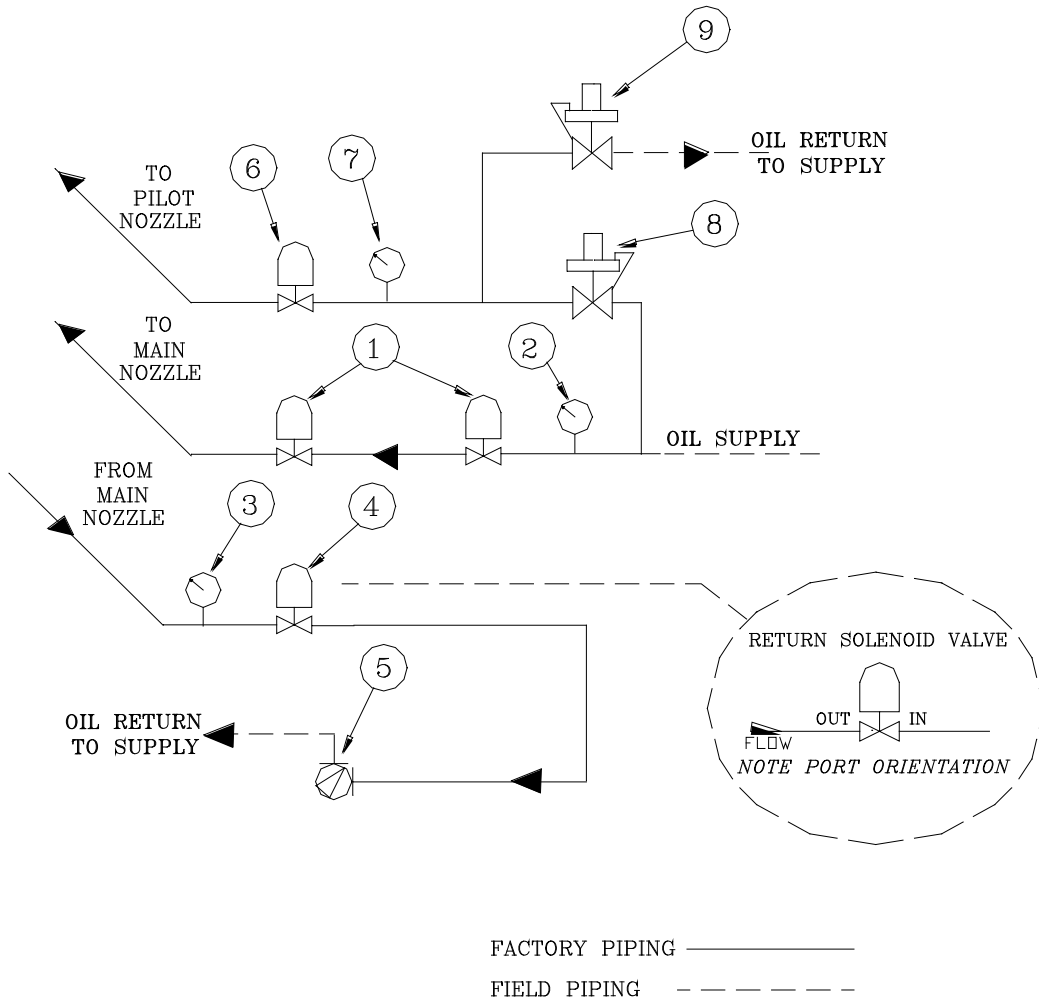 9
OIL RETURN
TO SUPPLY
TO
PILOT
NOZZLE
6
7
8
TO
MAIN
NOZZLE
1
2
OIL SUPPLY
FROM
MAIN
NOZZLE
3
4
5
OIL RETURN
TO SUPPLY
RETURN SOLENOID VALVE
OUT
IN
FLOW
NOTE PORT ORIENTATION
FACTORY PIPING
FIELD PIPING